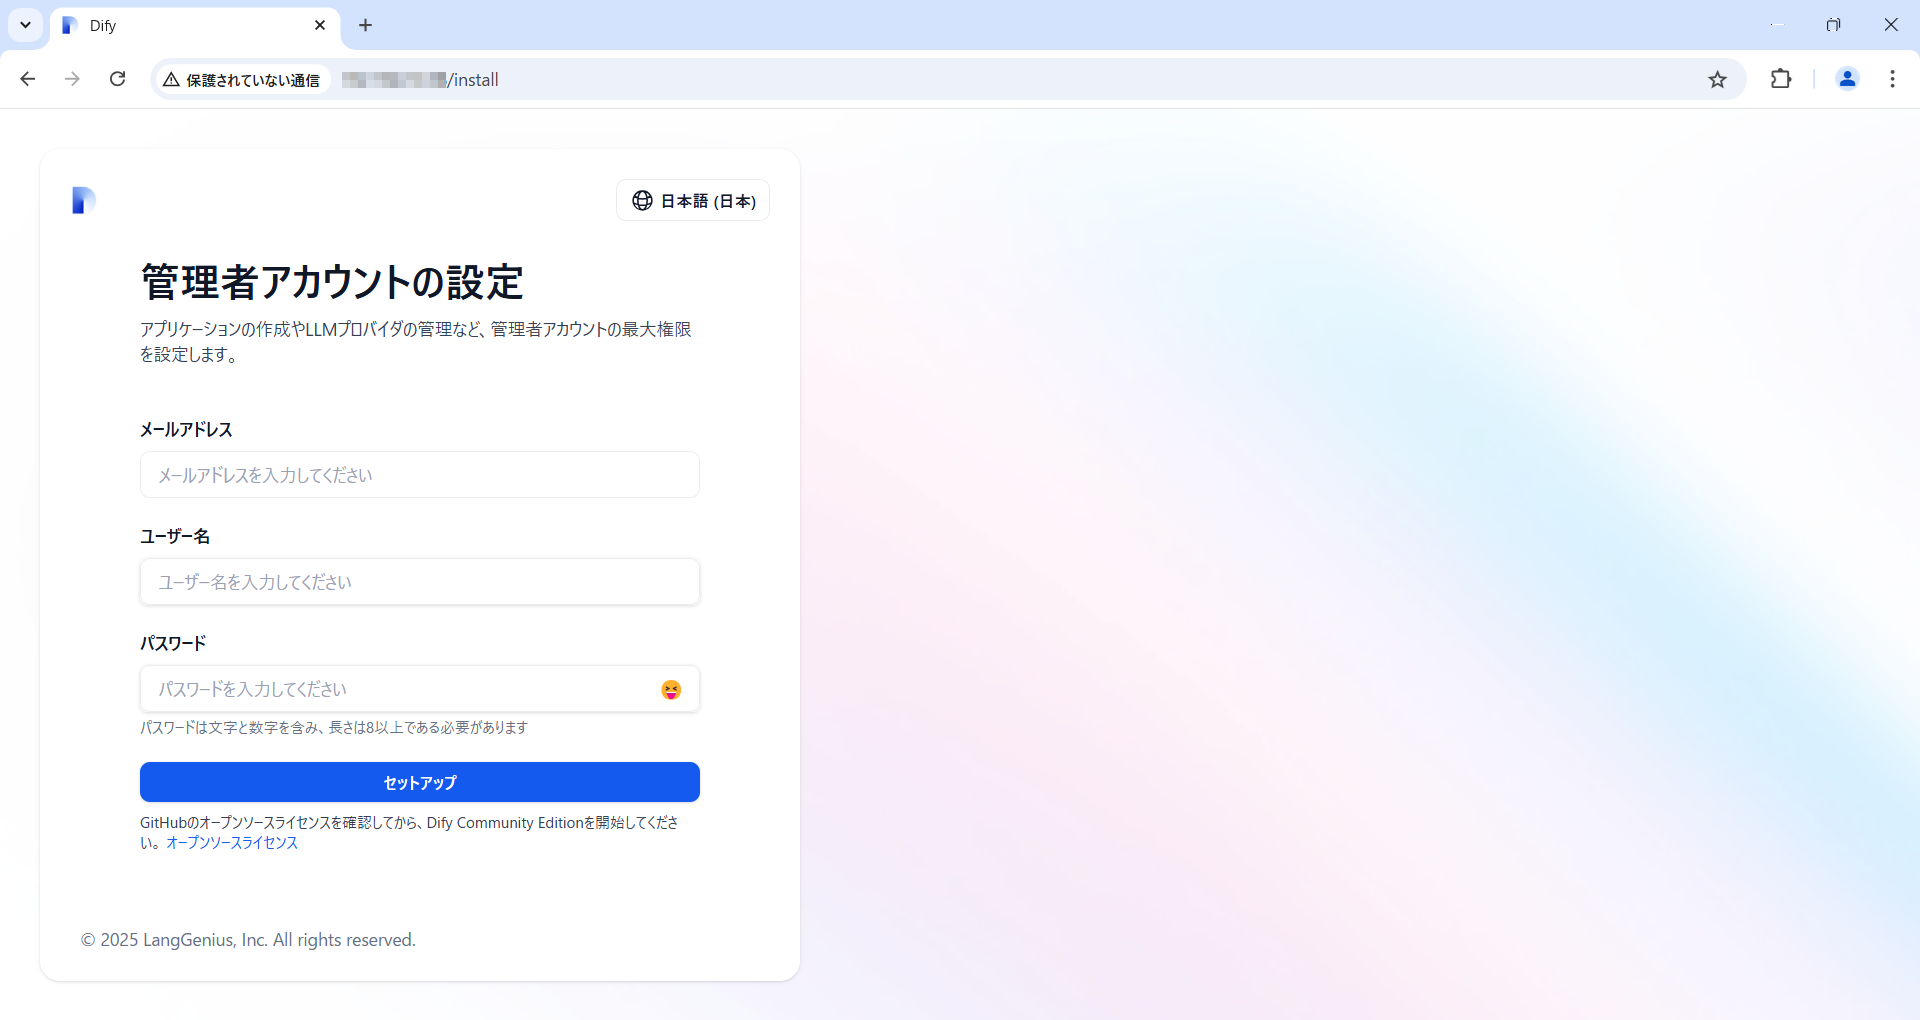 Dify
保護されていない通信
/install
日本語 (日本)
管理者アカウントの設定
アプリケーションの作成やLLMプロバイダの管理など、管理者アカウントの最大権限
を設定します。
メールアドレス
メールアドレスを入力してください
ユーザー名
ユーザー名を入力してください
パスワード
パスワードを入力してください
パスワードは文字と数字を含み、長さは8以上である必要があります
セットアップ
GitHubのオープンソースライセンスを確認してから、Dify Community Editionを開始してくださ
い。 オープンソースライセンス
© 2025 LangGenius, Inc. All rights reserved.